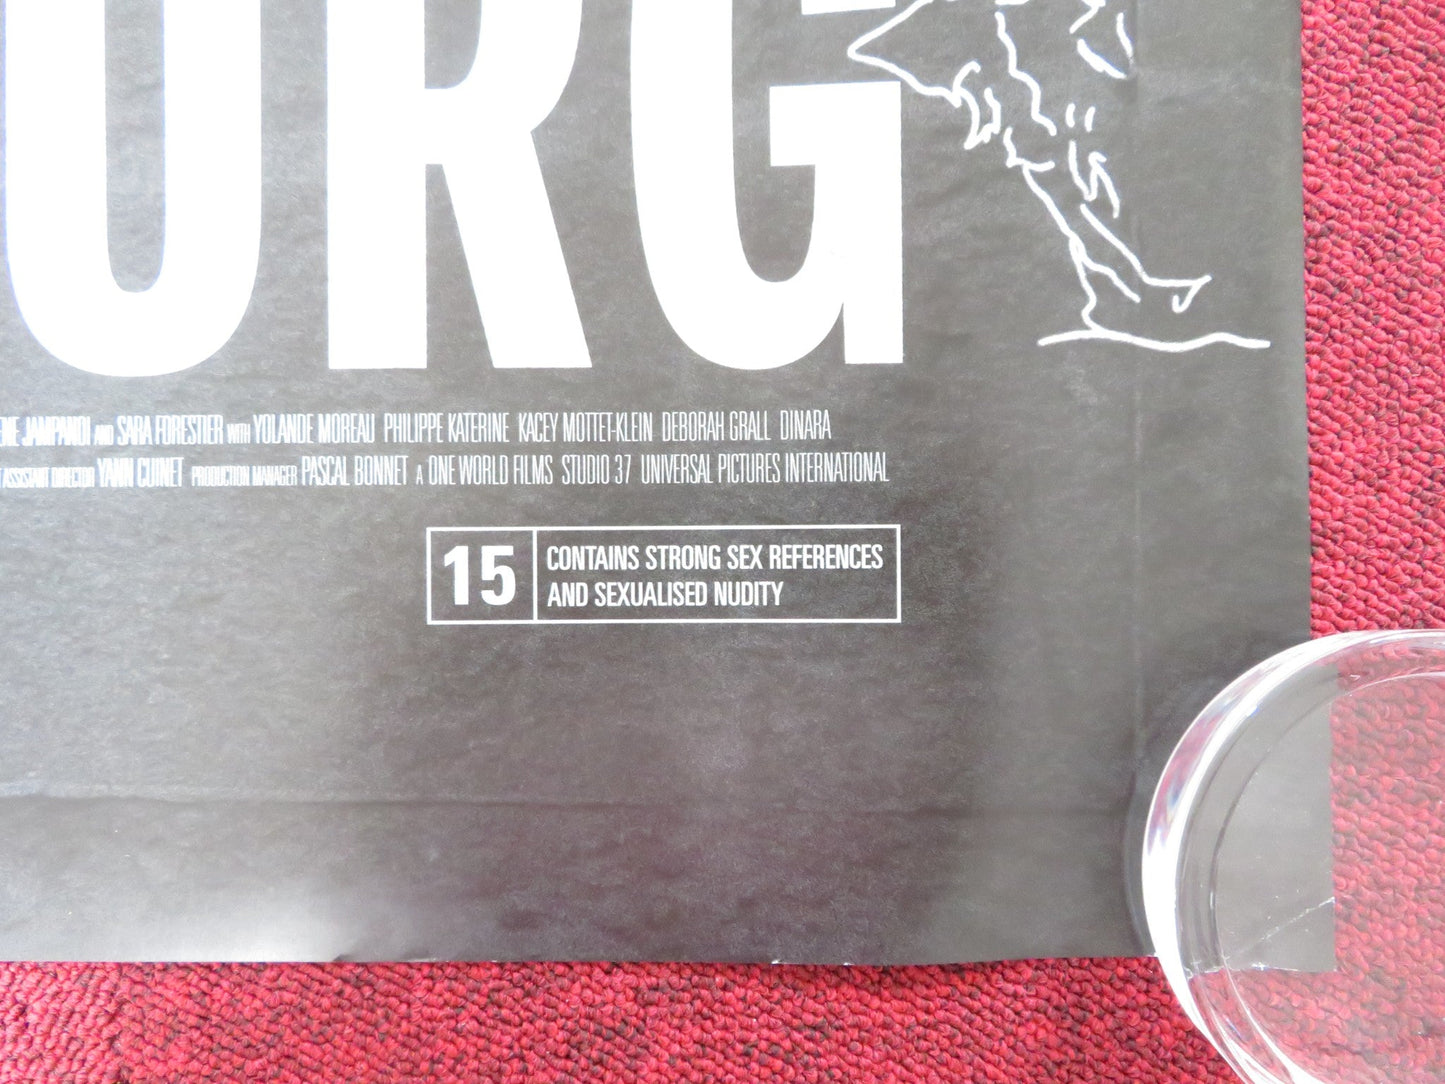 URG
JAMPANOI AND SARA FORESTIER WITH YOLANDE MOREAU PHILIPPE KATERINE KACEY MOTTET-KLEIN DEBORAH GRALL DINARA
ASSISTANT DIRECTOR YANN CUINET PRODUCTION MANAGER PASCAL BONNET A ONE WORLD FILMS STUDIO 37 UNIVERSAL PICTURES INTERNATIONAL
15 CONTAINS STRONG SEX REFERENCES
AND SEXUALISED NUDITY